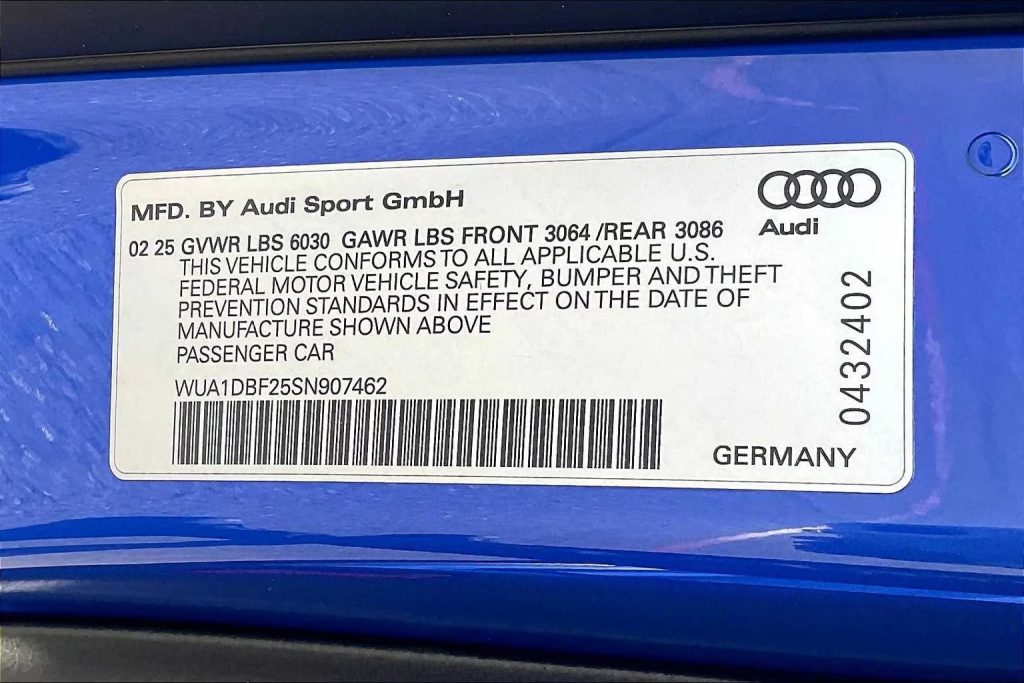 MFD. BY Audi Sport GmbH
Audi
02 25 GVWR LBS 6030 GAWR LBS FRONT 3064 /REAR 3086
THIS VEHICLE CONFORMS TO ALL APPLICABLE U.S.
FEDERAL MOTOR VEHICLE SAFETY, BUMPER AND THEFT
PREVENTION STANDARDS IN EFFECT ON THE DATE OF
MANUFACTURE SHOWN ABOVE
PASSENGER CAR
WUA1DBF25SN907462
0432402
GERMANY